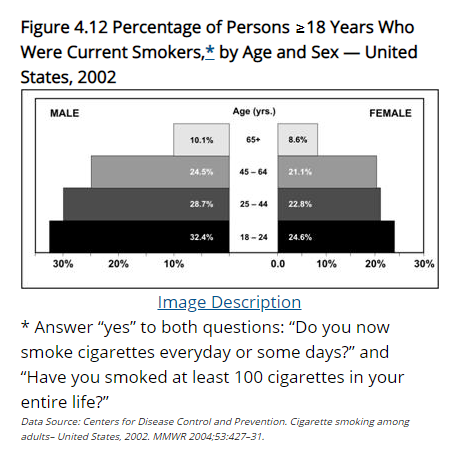 Figure 4.12 Percentage of Persons ≥18 Years Who
Were Current Smokers,* by Age and Sex — United
States, 2002
MALE Age (yrs.) FEMALE
10.1% 65+ 8.6%
24.5% 45 – 64 21.1%
28.7% 25 – 44 22.8%
32.4% 18 – 24 24.6%
30% 20% 10% 0.0 10% 20% 30%
Image Description
* Answer “yes” to both questions: “Do you now
smoke cigarettes everyday or some days?” and
“Have you smoked at least 100 cigarettes in your
entire life?”
Data Source: Centers for Disease Control and Prevention. Cigarette smoking among
adults– United States, 2002. MMWR 2004;53:427–31.